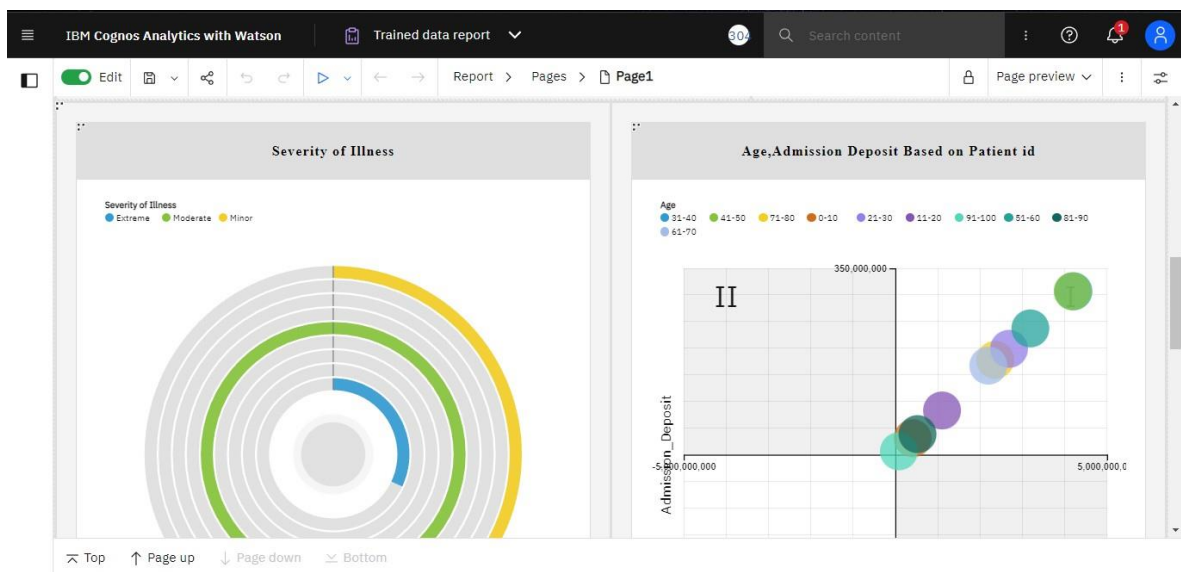 IBM Cognos Analytics with Watson
Trained data report
304
Search content
1
Edit
Report > Pages > Page1
Page preview
Severity of Illness
Severity of Illness
Extreme Moderate Minor
Age,Admission Deposit Based on Patient id
Age
31-40 41-50 71-80 0-10 21-30 11-20 91-100 51-60 81-90
61-70
350,000,000
II
I
Admission_Deposit
5,000,0
Top Page up Page down Bottom